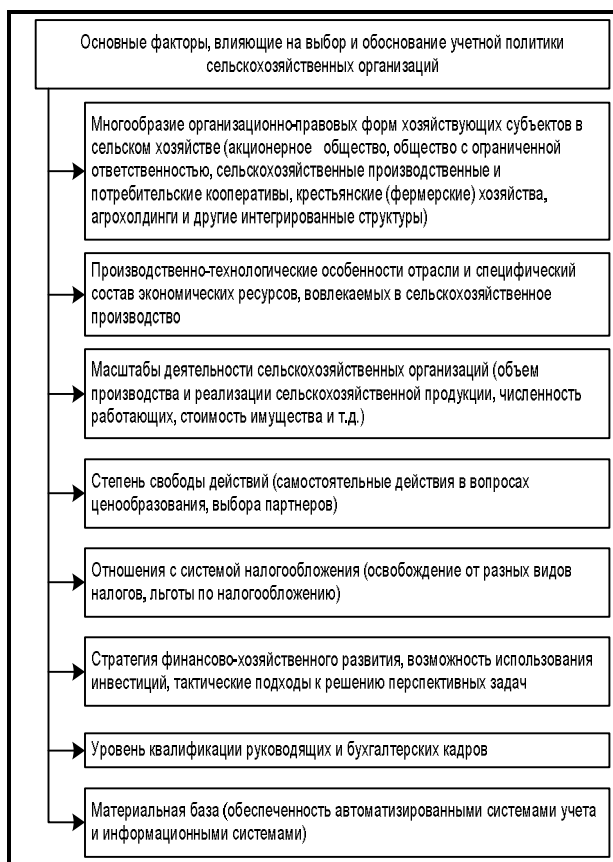 Основные факторы, влияющие на выбор и обоснование учетной политики
сельскохозяйственных организаций
Многообразие организационно-правовых форм хозяйствующих субъектов в
сельском хозяйстве (акционерное общество, общество с ограниченной
ответственностью, сельскохозяйственные производственные и
потребительские кооперативы, крестьянские (фермерские) хозяйства,
агрохолдинги и другие интегрированные структуры)
Производственно-технологические особенности отрасли и специфический
состав экономических ресурсов, вовлекаемых в сельскохозяйственное
производство
Масштабы деятельности сельскохозяйственных организаций (объем
производства и реализации сельскохозяйственной продукции, численность
работающих, стоимость имущества и т.д.)
Степень свободы действий (самостоятельные действия в вопросах
ценообразования, выбора партнеров)
Отношения с системой налогообложения (освобождение от разных видов
налогов, льготы по налогообложению)
Стратегия финансово-хозяйственного развития, возможность использования
инвестиций, тактические подходы к решению перспективных задач
Уровень квалификации руководящих и бухгалтерских кадров
Материальная база (обеспеченность автоматизированными системами учета
и информационными системами)